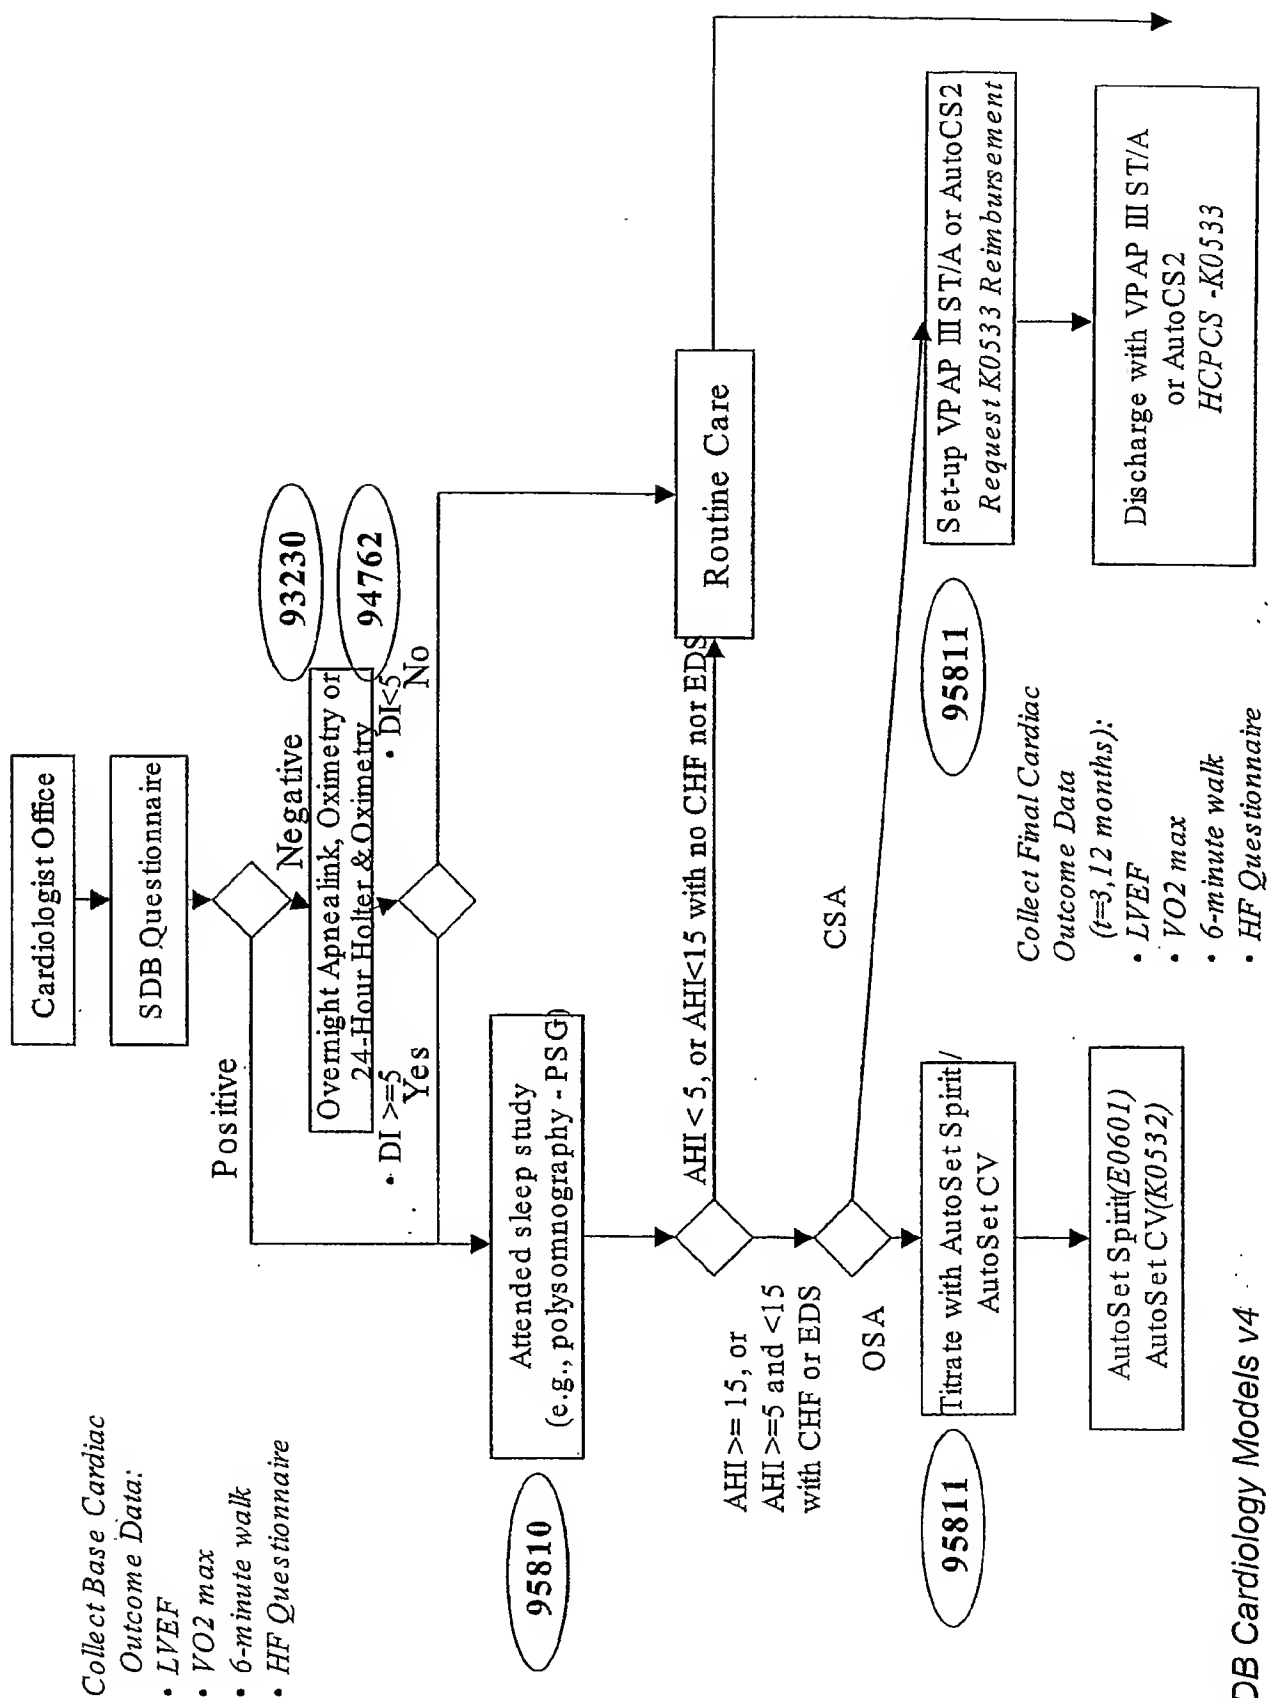 Collect Base Cardiac
Outcome Data:
• LVEF
• VO2 max
• 6-minute walk
• HF Questionnaire
Cardiologist Office
SDB Questionnaire
Positive
Negative
Overnight Apnealink, Oximetry or
24-Hour Holter & Oximetry
93230
94762
• DI >=5
Yes
• DI<5
No
95810
Attended sleep study
(e.g., polysomnography - PSG)
AHI < 5, or AHI<15 with no CHF nor EDS
Routine Care
AHI >= 15, or
AHI >=5 and <15
with CHF or EDS
OSA
CSA
95811
Titrate with AutoSet Spirit /
AutoSet CV
AutoSet Spirit(E0601)
AutoSet CV(K0532)
95811
Set-up VPAP III ST/A or AutoCS2
Request K0533 Reimbursement
Discharge with VPAP III ST/A
or AutoCS2
HCPCS -K0533
Collect Final Cardiac
Outcome Data
(t=3,12 months):
• LVEF
• VO2 max
• 6-minute walk
• HF Questionnaire
DB Cardiology Models v4